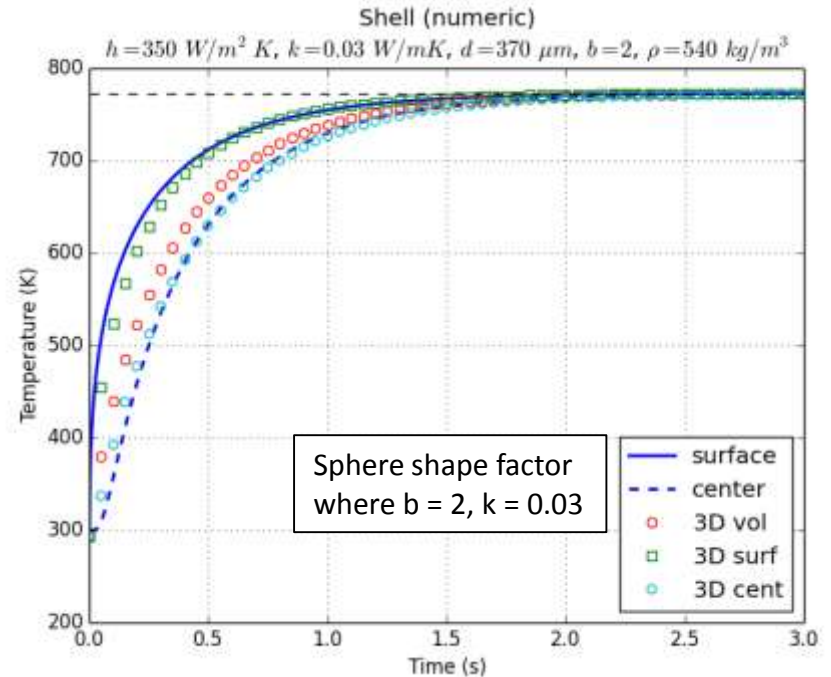 Shell (numeric)
h=350 W/m² K, k=0.03 W/mK, d=370 μm, b=2, ρ=540 kg/m³
800
700
600
500
400
300
200
Temperature (K)
Sphere shape factor
where b = 2, k = 0.03
surface
center
3D vol
3D surf
3D cent
0.0 0.5 1.0 1.5 2.0 2.5 3.0
Time (s)